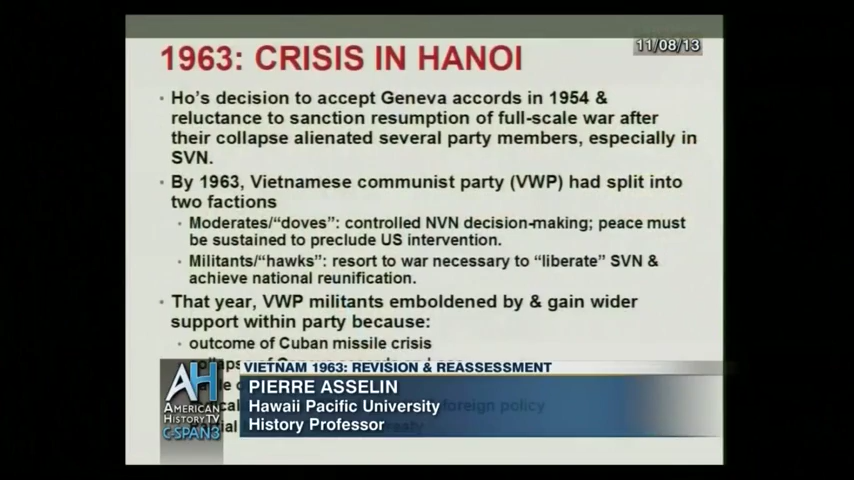 1963: CRISIS IN HANOI
11/08/13
• Ho's decision to accept Geneva accords in 1954 &
reluctance to sanction resumption of full-scale war after
their collapse alienated several party members, especially in
SVN.
• By 1963, Vietnamese communist party (VWP) had split into
two factions
• Moderates/“doves”: controlled NVN decision-making; peace must
be sustained to preclude US intervention.
• Militants/“hawks”: resort to war necessary to “liberate” SVN &
achieve national reunification.
• That year, VWP militants emboldened by & gain wider
support within party because:
• outcome of Cuban missile crisis
foreign policy
AH
AMERICAN
HISTORY TV
C-SPAN3
VIETNAM 1963: REVISION & REASSESSMENT
PIERRE ASSELIN
Hawaii Pacific University
History Professor